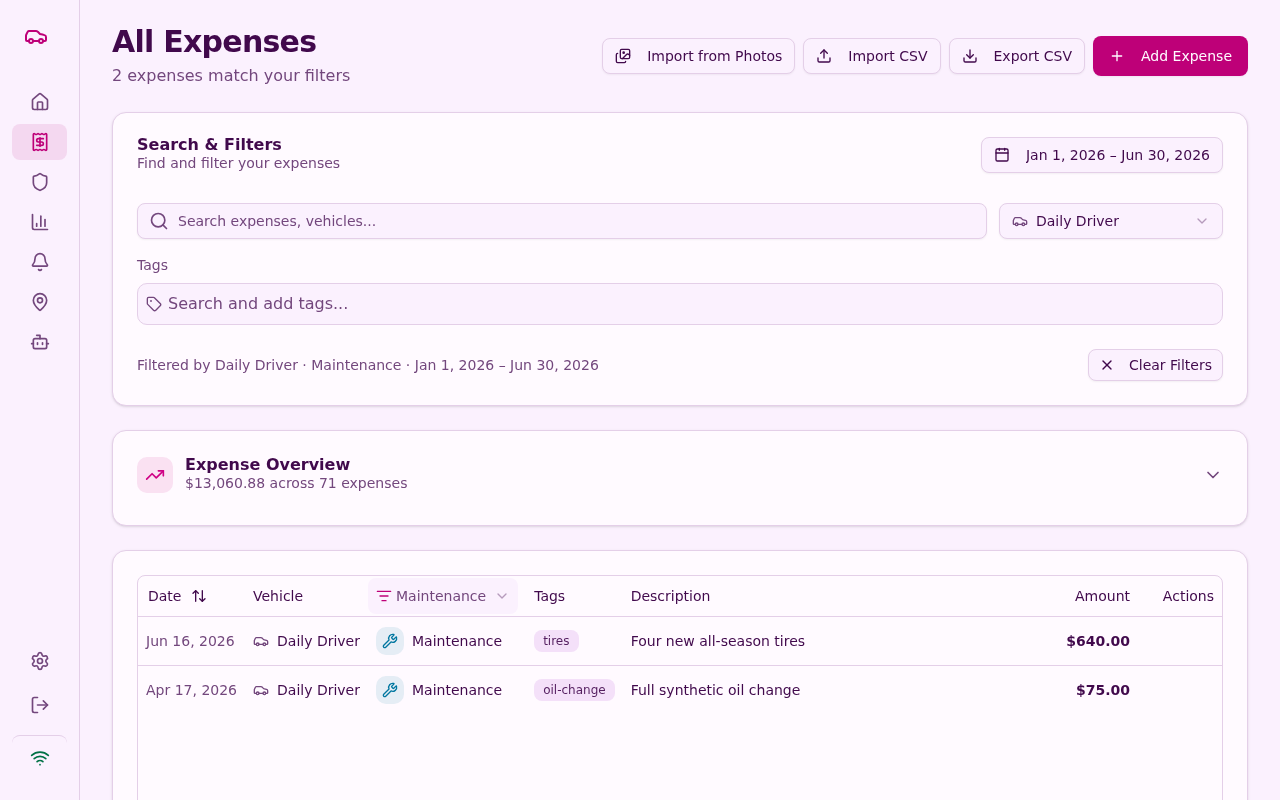 All Expenses
2 expenses match your filters
Import from Photos
Import CSV
Export CSV
Add Expense
Search & Filters
Find and filter your expenses
Jan 1, 2026 – Jun 30, 2026
Search expenses, vehicles...
Daily Driver
Tags
Search and add tags...
Filtered by Daily Driver · Maintenance · Jan 1, 2026 – Jun 30, 2026
Clear Filters
Expense Overview
$13,060.88 across 71 expenses
Date Vehicle Maintenance Tags Description Amount Actions
Jun 16, 2026 Daily Driver Maintenance tires Four new all-season tires $640.00
Apr 17, 2026 Daily Driver Maintenance oil-change Full synthetic oil change $75.00